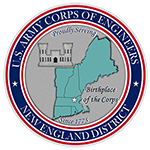 U.S. ARMY CORPS OF ENGINEERS
Proudly Serving
Birthplace
of the Corps
Since 1775
NEW ENGLAND DISTRICT